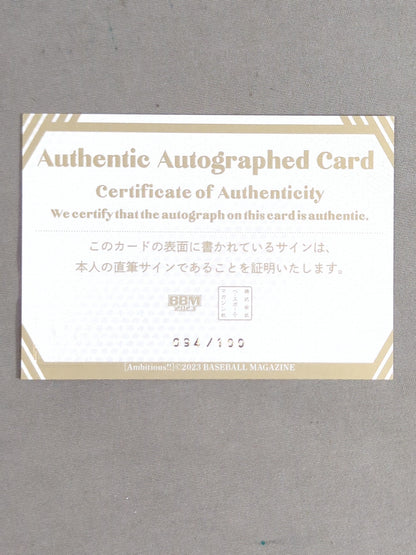 Authentic Autographed Card
Certificate of Authenticity
We certify that the autograph on this card is authentic.
このカードの表面に書かれているサインは、
本人の直筆サインであることを証明いたします。
BBM
2023
094/100
[Ambitious!!]©2023 BASEBALL MAGAZINE